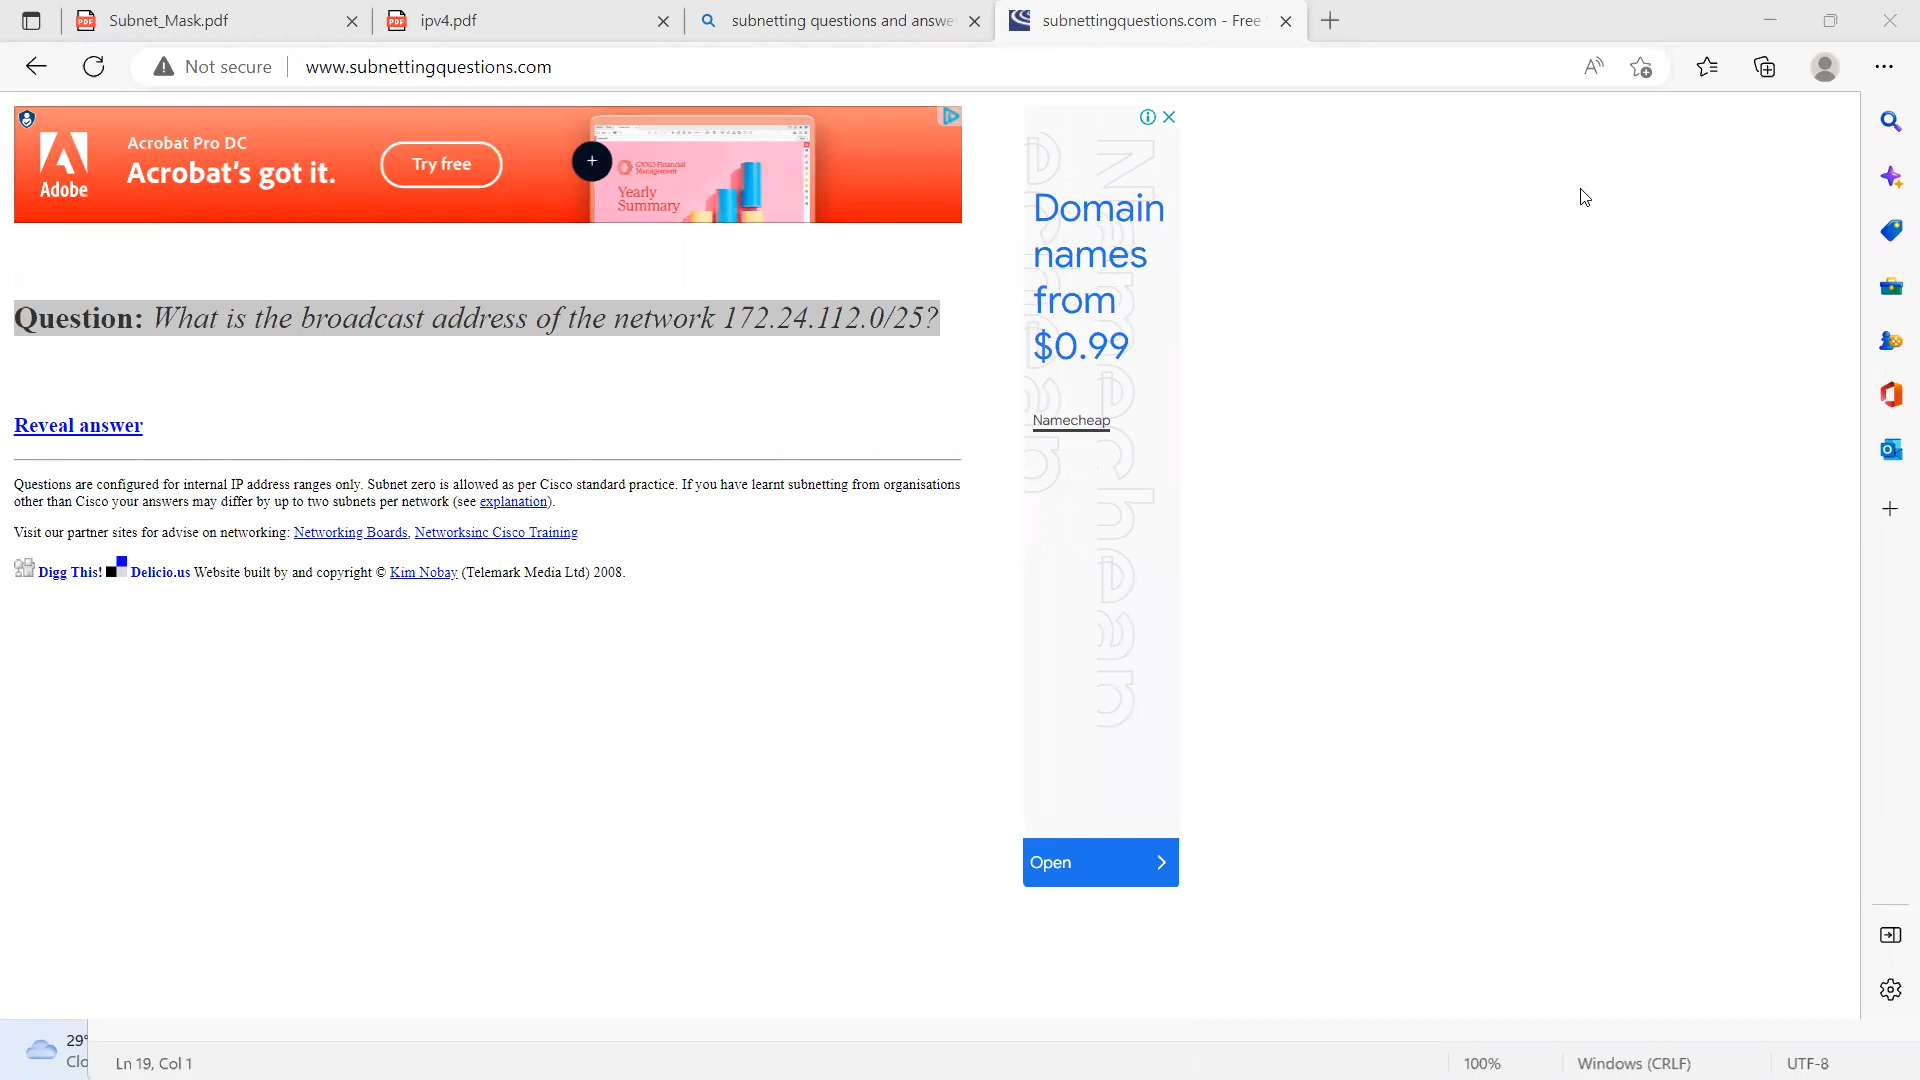 Subnet_Mask.pdf
ipv4.pdf
subnetting questions and answe
subnettingquestions.com - Free
Not secure
www.subnettingquestions.com
Adobe
Acrobat Pro DC
Acrobat's got it.
Try free
Yearly
Summary
Domain
names
from
$0.99
Namecheap
Namecheap
Open
Question: What is the broadcast address of the network 172.24.112.0/25?
Reveal answer
Questions are configured for internal IP address ranges only. Subnet zero is allowed as per Cisco standard practice. If you have learnt subnetting from organisations
other than Cisco your answers may differ by up to two subnets per network (see explanation).
Visit our partner sites for advise on networking: Networking Boards, Networksinc Cisco Training
Digg This! Delicio.us Website built by and copyright © Kim Nobay (Telemark Media Ltd) 2008.
29°
Clo
Ln 19, Col 1
100%
Windows (CRLF)
UTF-8